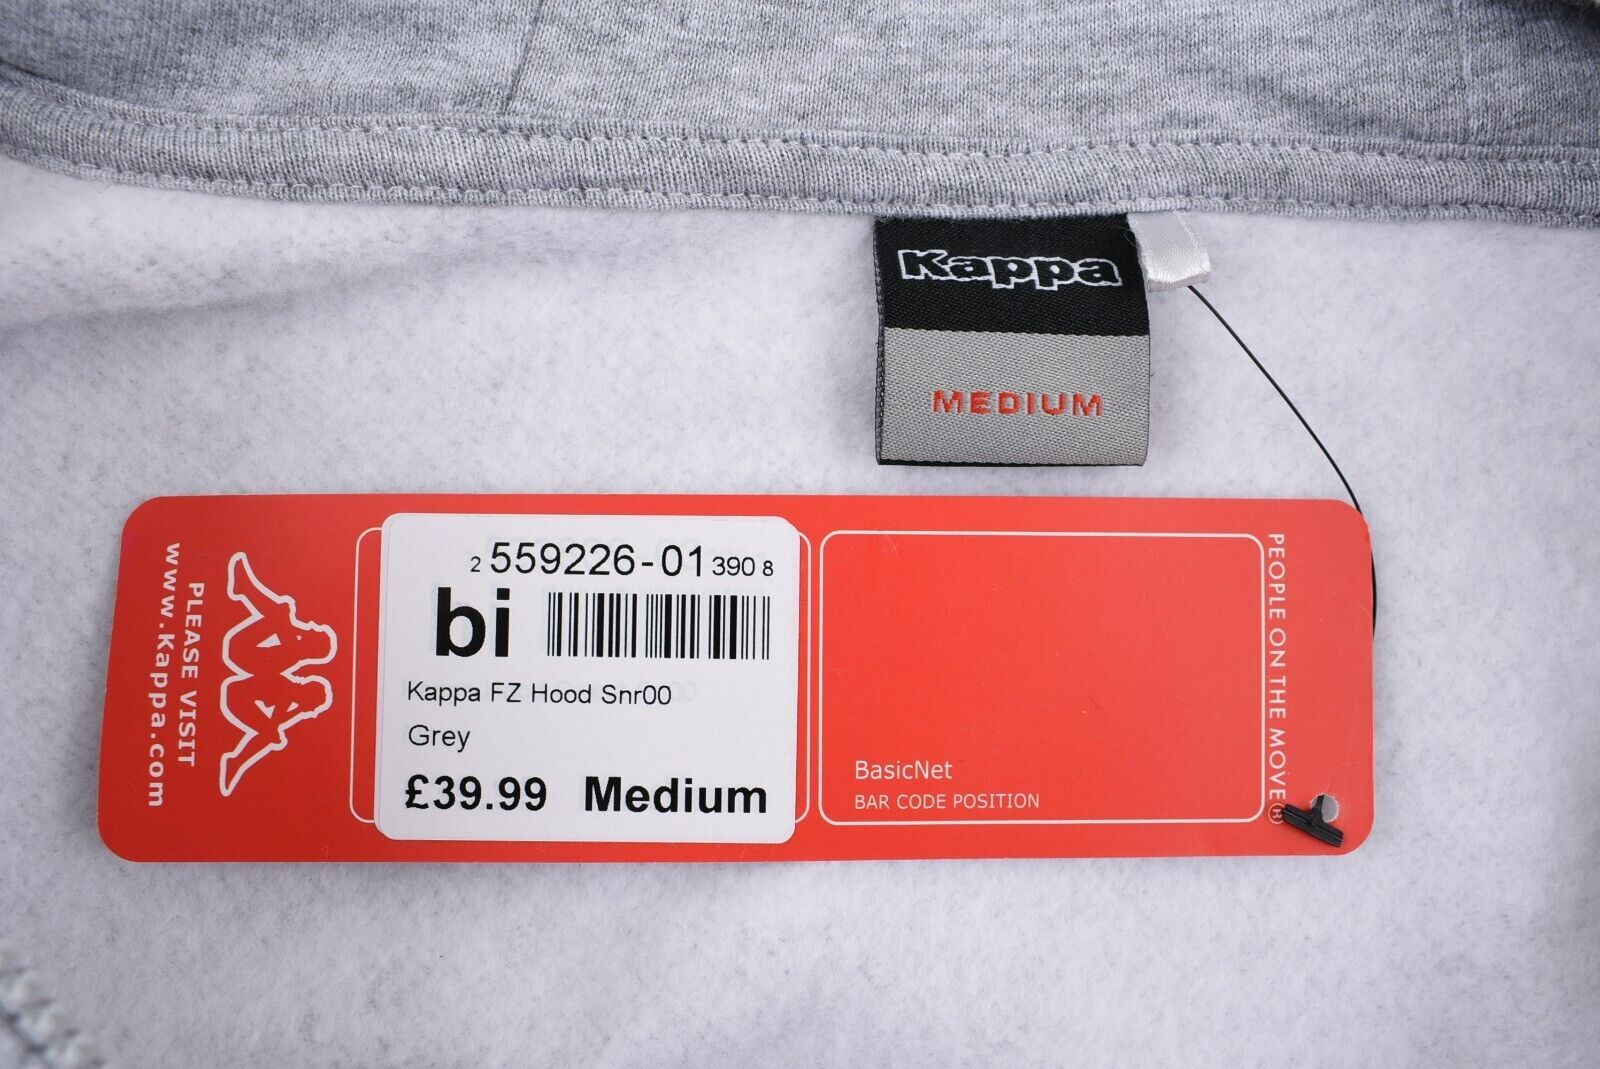 Kappa
MEDIUM
PLEASE VISIT
www.Kappa.com
2 559226-01 390 8
bi
Kappa FZ Hood Snr00
Grey
£39.99 Medium
BasicNet
BAR CODE POSITION
PEOPLE ON THE MOVE®